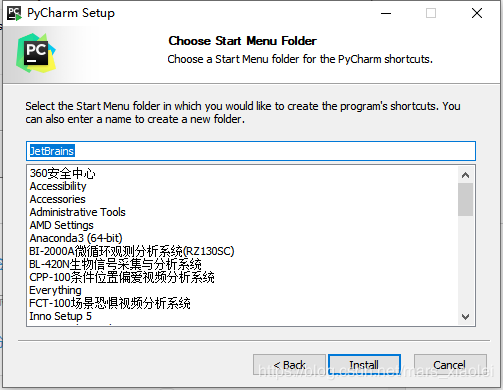 PyCharm Setup
PC
Choose Start Menu Folder
Choose a Start Menu folder for the PyCharm shortcuts.
Select the Start Menu folder in which you would like to create the program's shortcuts. You
can also enter a name to create a new folder.
JetBrains
360安全中心
Accessibility
Accessories
Administrative Tools
AMD Settings
Anaconda3 (64-bit)
BI-2000A微循环观测分析系统(RZ130SC)
BL-420N生物信号采集与分析系统
CPP-100条件位置偏爱视频分析系统
Everything
FCT-100场景恐惧视频分析系统
Inno Setup 5
< Back
Install
Cancel